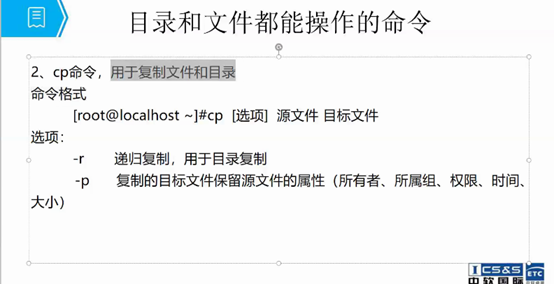 目录和文件都能操作的命令
2、cp命令，用于复制文件和目录
命令格式
[root@localhost ~]#cp [选项] 源文件 目标文件
选项：
-r 递归复制，用于目录复制
-p 复制的目标文件保留源文件的属性（所有者、所属组、权限、时间、
大小）
CS&S ETC
中软国际